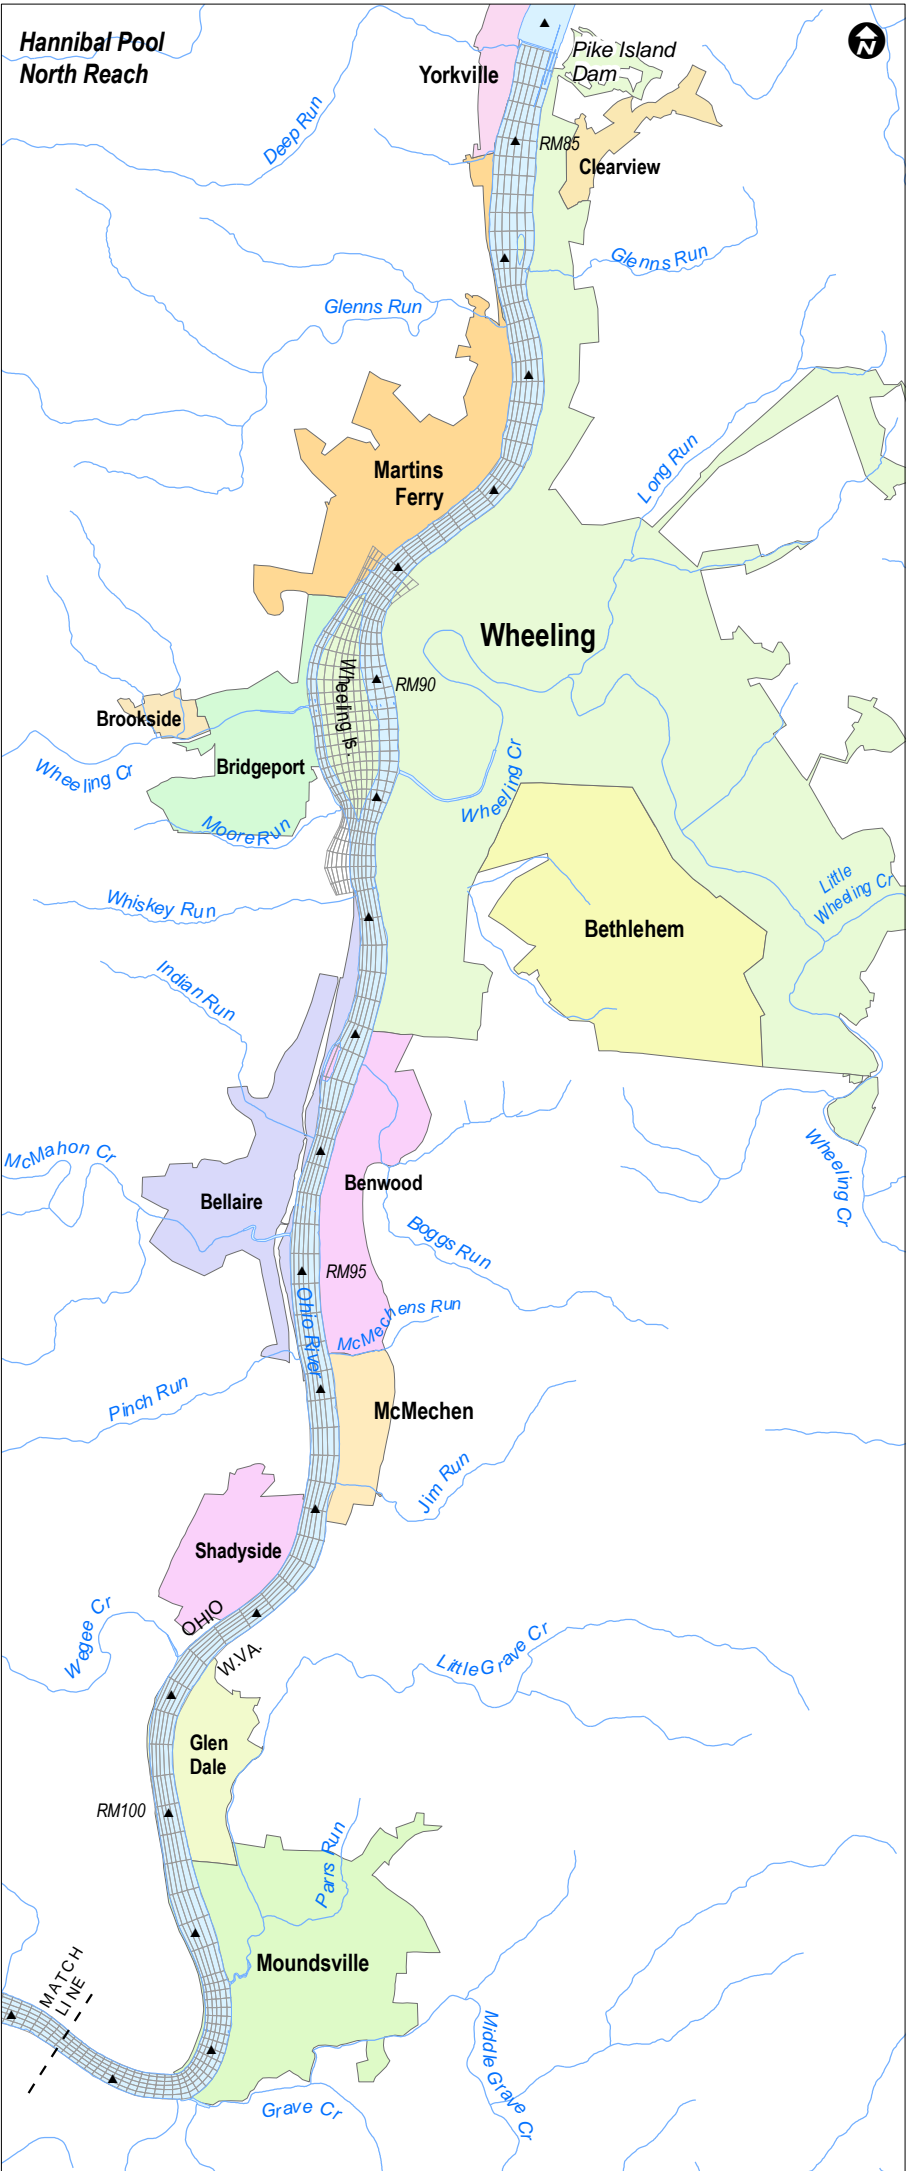 Hannibal Pool
North Reach
N
Yorkville
Pike Island
Dam
Deep Run
RM85
Clearview
Glenns Run
Glenns Run
Long Run
Martins
Ferry
Wheeling
Wheeling Is.
RM90
Brookside
Wheeling Cr
Bridgeport
Wheeling Cr
Moore Run
Whiskey Run
Little
Wheeling Cr
Bethlehem
Indian Run
McMahon Cr
Bellaire
Benwood
Wheeling Cr
Boggs Run
RM95
Ohio River
McMechens Run
Pinch Run
McMechen
Jim Run
Shadyside
OHIO
W.VA.
Wegee Cr
Little Grave Cr
Glen
Dale
RM100
Parrs Run
Moundsville
MATCH
LINE
Middle Grave Cr
Grave Cr